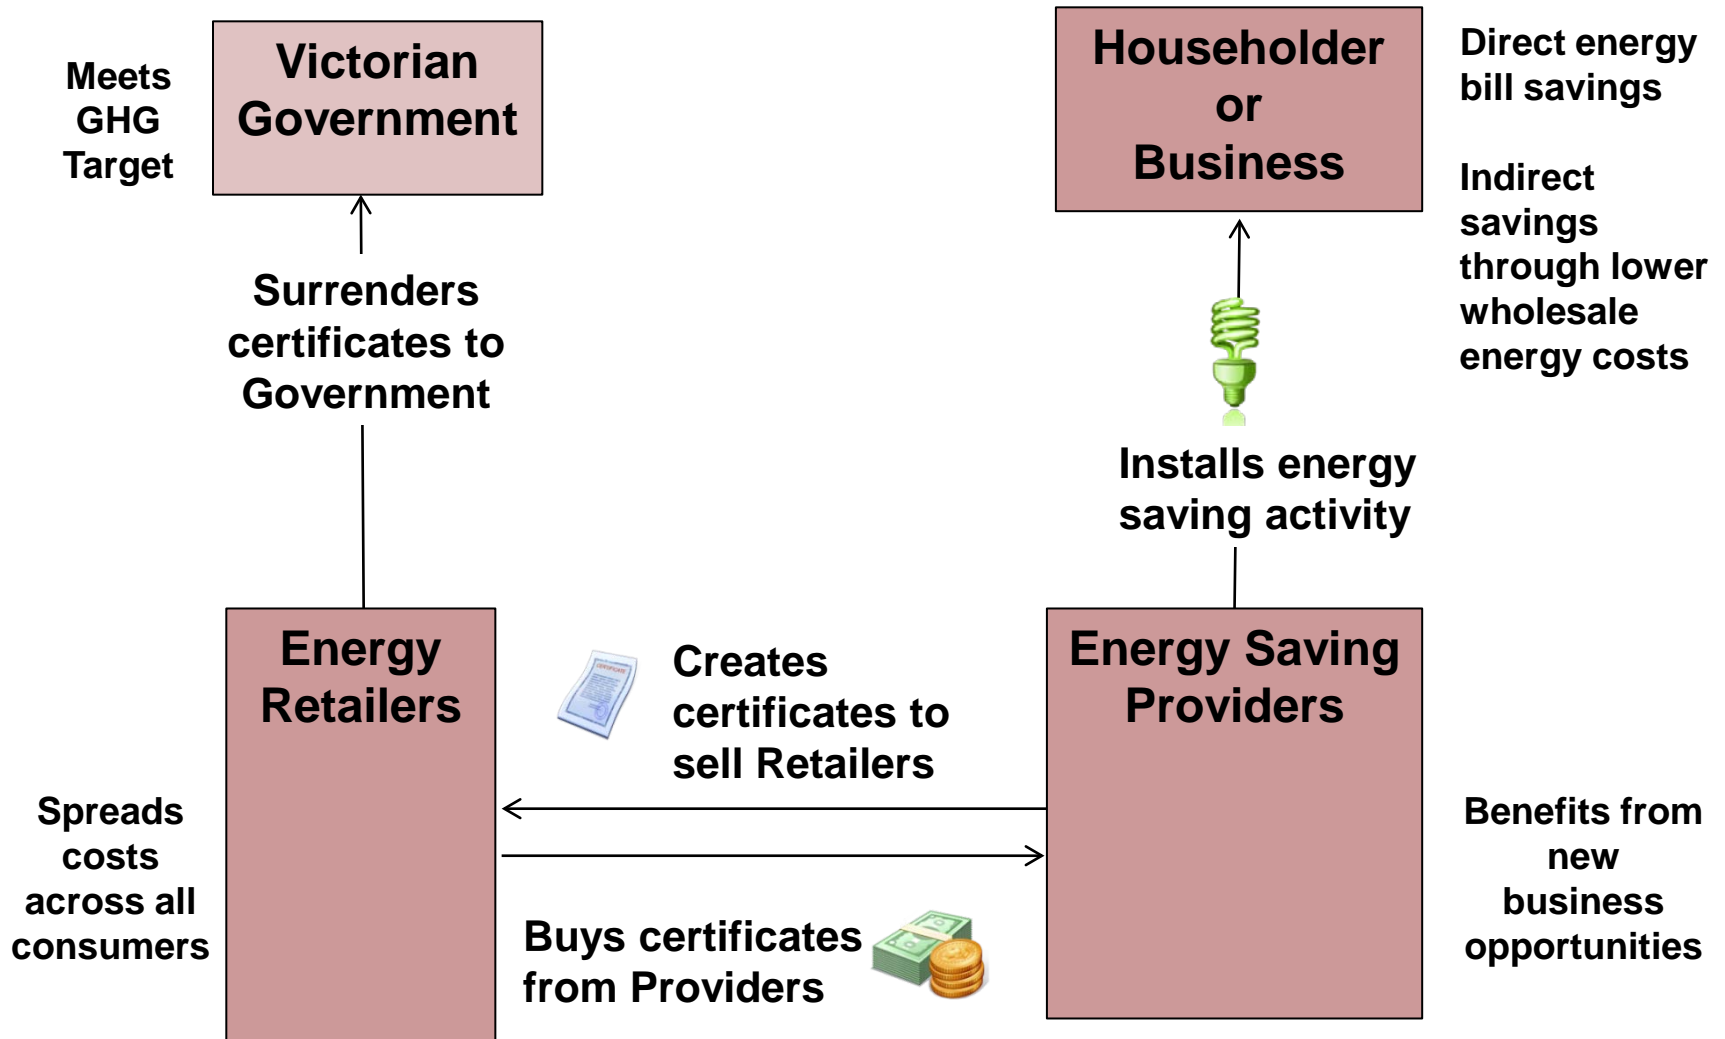 Meets
GHG
Target
Victorian
Government
Householder
or
Business
Direct energy
bill savings
Indirect
savings
through lower
wholesale
energy costs
Surrenders
certificates to
Government
Installs energy
saving activity
Energy
Retailers
CERTIFICATE
Creates
certificates to
sell Retailers
Energy Saving
Providers
Spreads
costs
across all
consumers
Buys certificates
from Providers
Benefits from
new
business
opportunities